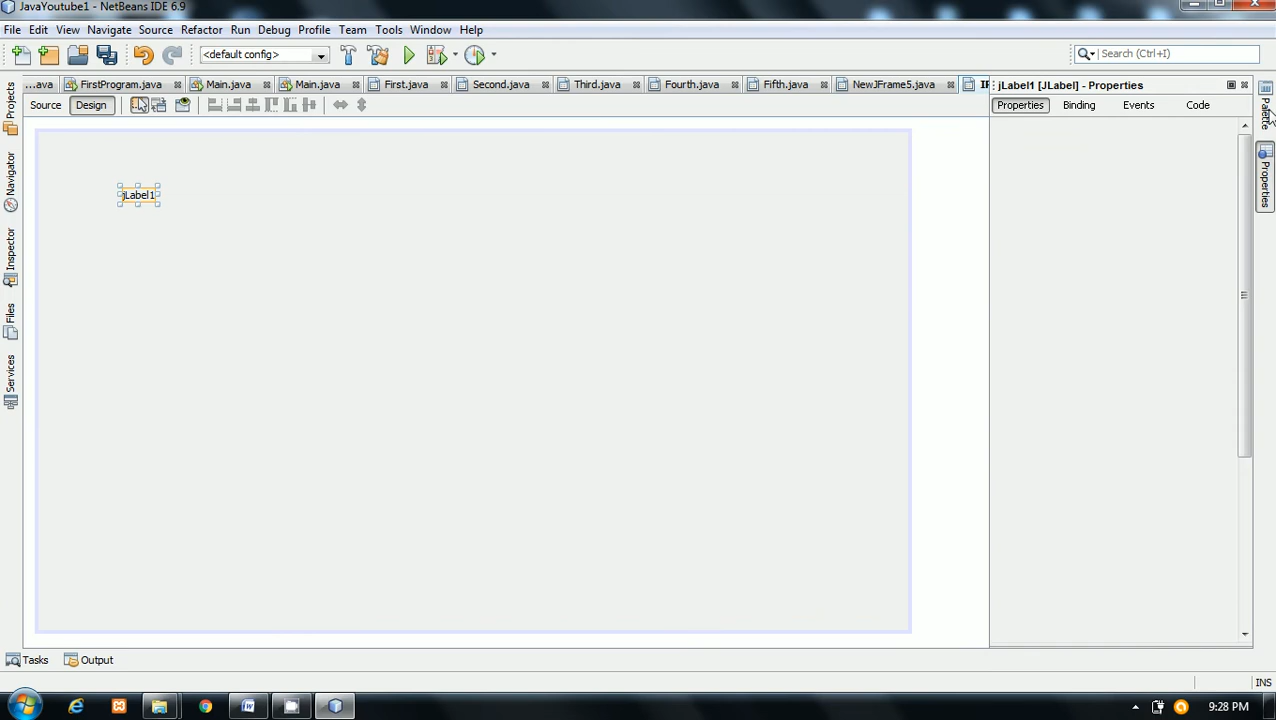 JavaYoutube1 - NetBeans IDE 6.9
File Edit View Navigate Source Refactor Run Debug Profile Team Tools Window Help
<default config>
Search (Ctrl+I)
...ava FirstProgram.java Main.java Main.java First.java Second.java Third.java Fourth.java Fifth.java NewJFrame5.java
jLabel1 [JLabel] - Properties
Source Design
Properties Binding Events Code
Projects
Navigator
Inspector
Files
Services
jLabel1
Palette
Properties
Tasks Output
INS
9:28 PM